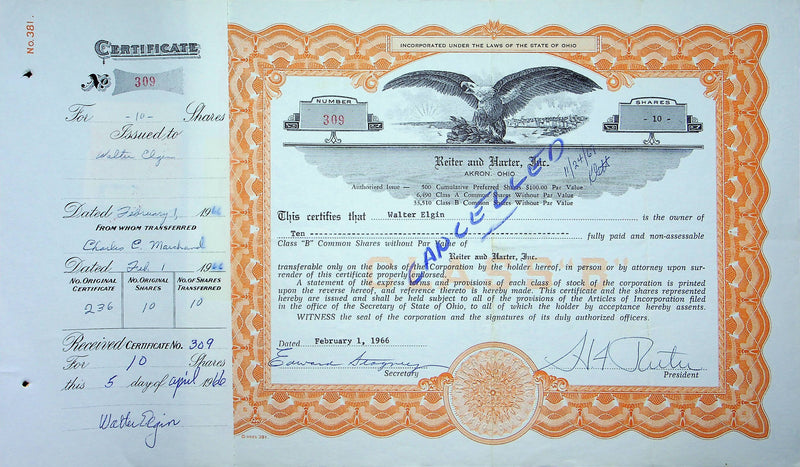 No. 381.
CERTIFICATE
No 309
For -10- Shares
Issued to
Walter Elgin
Dated February 1, 1966
FROM WHOM TRANSFERRED
Charles C. Marchand
Dated Feb 1 1966
No. ORIGINAL CERTIFICATE No. ORIGINAL SHARES No. OF SHARES TRANSFERRED
236 10 10
Received CERTIFICATE No. 309
For 10 Shares
this 5 day of april 1966
Walter Elgin
INCORPORATED UNDER THE LAWS OF THE STATE OF OHIO
NUMBER
309
SHARES
- 10 -
Reiter and Harter, Inc.
AKRON, OHIO
11/24/61
Authorized Issue — 500 Cumulative Preferred Shares $100.00 Par Value
6,490 Class A Common Shares Without Par Value
35,510 Class B Common Shares Without Par Value
CANCELLED
This certifies that Walter Elgin is the owner of
Ten fully paid and non-assessable
Class "B" Common Shares without Par Value of
Reiter and Harter, Inc.
CLASS "B"
transferable only on the books of the Corporation by the holder hereof, in person or by attorney upon sur-
render of this certificate properly endorsed.
A statement of the express terms and provisions of each class of stock of the corporation is printed
upon the reverse hereof, and reference thereto is hereby made. This certificate and the shares represented
hereby are issued and shall be held subject to all of the provisions of the Articles of Incorporation filed
in the office of the Secretary of State of Ohio, to all of which the holder by acceptance hereby assents.
WITNESS the seal of corporation and the signatures of its duly authorized officers.
Dated February 1, 1966
Edward
Secretary
H F Reiter
President